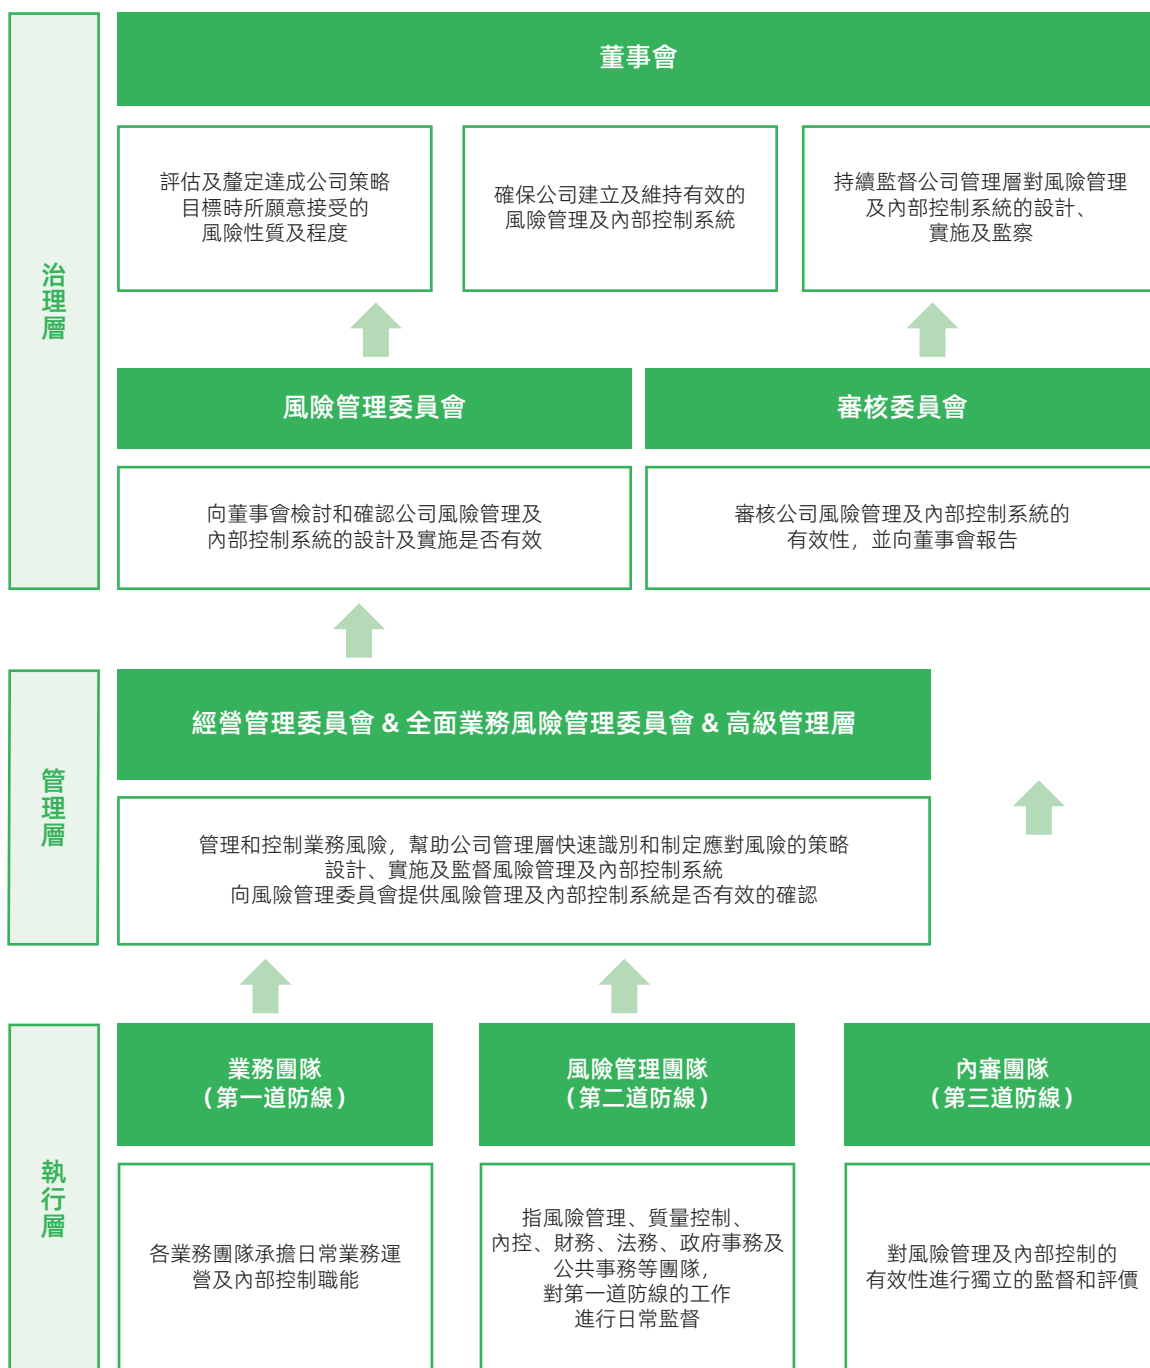 治理層
董事會
評估及釐定達成公司策略
目標時所願意接受的
風險性質及程度
確保公司建立及維持有效的
風險管理及內部控制系統
持續監督公司管理層對風險管理
及內部控制系統的設計、
實施及監察
風險管理委員會
向董事會檢討和確認公司風險管理及
內部控制系統的設計及實施是否有效
審核委員會
審核公司風險管理及內部控制系統的
有效性，並向董事會報告
管理層
經營管理委員會 & 全面業務風險管理委員會 & 高級管理層
管理和控制業務風險，幫助公司管理層快速識別和制定應對風險的策略
設計、實施及監督風險管理及內部控制系統
向風險管理委員會提供風險管理及內部控制系統是否有效的確認
執行層
業務團隊
（第一道防線）
各業務團隊承擔日常業務運
營及內部控制職能
風險管理團隊
（第二道防線）
指風險管理、質量控制、
內控、財務、法務、政府事務及
公共事務等團隊，
對第一道防線的工作
進行日常監督
內審團隊
（第三道防線）
對風險管理及內部控制的
有效性進行獨立的監督和評價